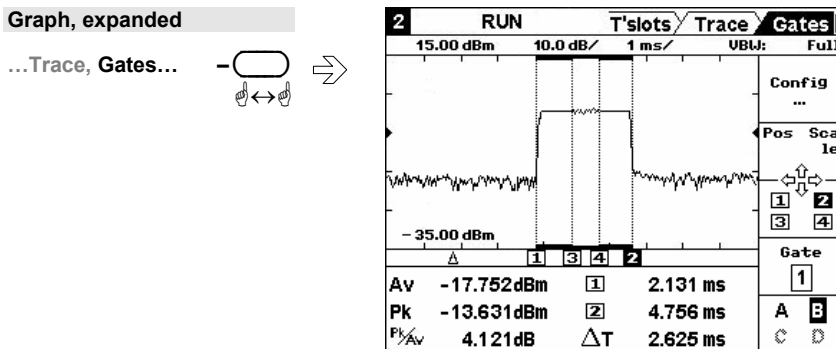 Graph, expanded
…Trace, Gates…
2 RUN T'slots Trace Gates
15.00 dBm 10.0 dB/ 1 ms/ VBW: Full
Config
...
Pos Sca
le
1 2
3 4
-35.00 dBm
Gate
1
1 3 4 2
Av -17.752dBm 1 2.131 ms
Pk -13.631dBm 2 4.756 ms
A B
Pk/Av 4.121dB ΔT 2.625 ms
C D